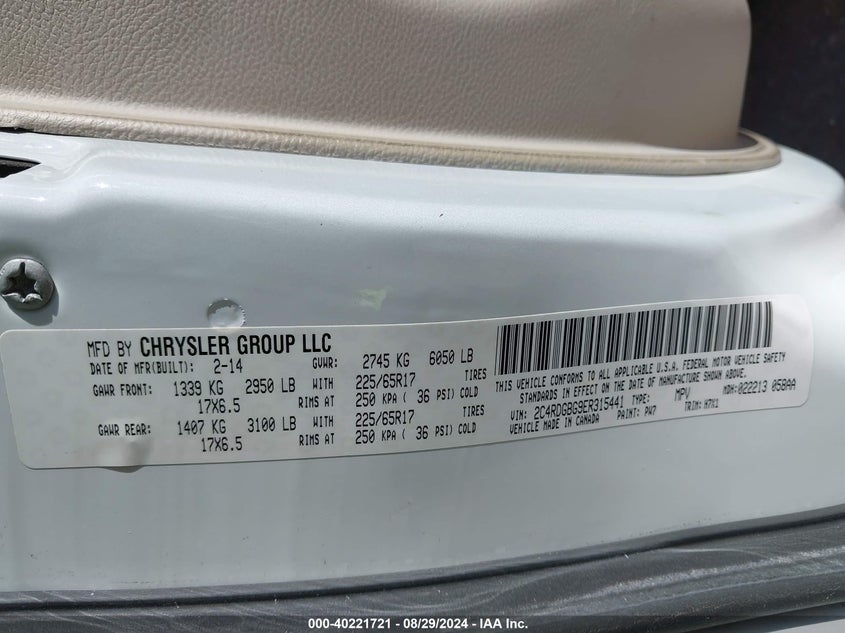 MFD BY CHRYSLER GROUP LLC
DATE OF MFR(BUILT): 2-14 GVWR: 2745 KG 6050 LB
GAWR FRONT: 1339 KG 2950 LB WITH 225/65R17 TIRES
17X6.5 RIMS AT 250 KPA ( 36 PSI) COLD
GAWR REAR: 1407 KG 3100 LB WITH 225/65R17 TIRES
17X6.5 RIMS AT 250 KPA ( 36 PSI) COLD
THIS VEHICLE CONFORMS TO ALL APPLICABLE U.S.A. FEDERAL MOTOR VEHICLE SAFETY
STANDARDS IN EFFECT ON THE DATE OF MANUFACTURE SHOWN ABOVE.
VIN: 2C4RDGBG9ER315441 TYPE: MPV MDH:022213 058AA
VEHICLE MADE IN CANADA PAINT: PW7 TRIM: H7X1
000-40221721 - 08/29/2024 - IAA Inc.